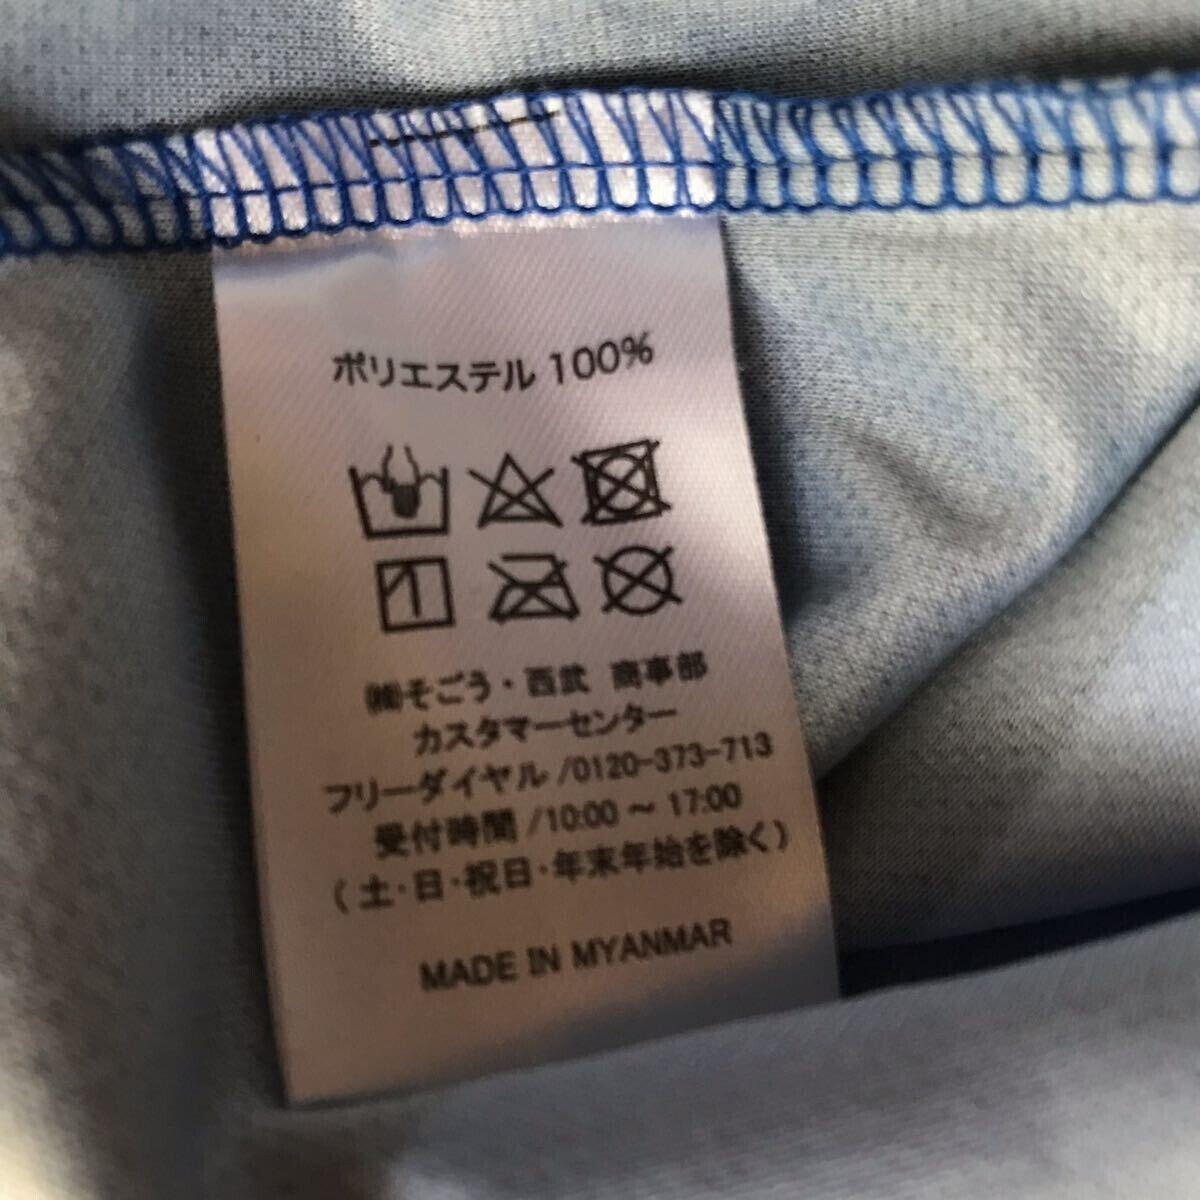 ポリエステル 100%
㈱そごう・西武 商事部
カスタマーセンター
フリーダイヤル/0120-373-713
受付時間/10:00～17:00
(土・日・祝日・年末年始を除く)
MADE IN MYANMAR